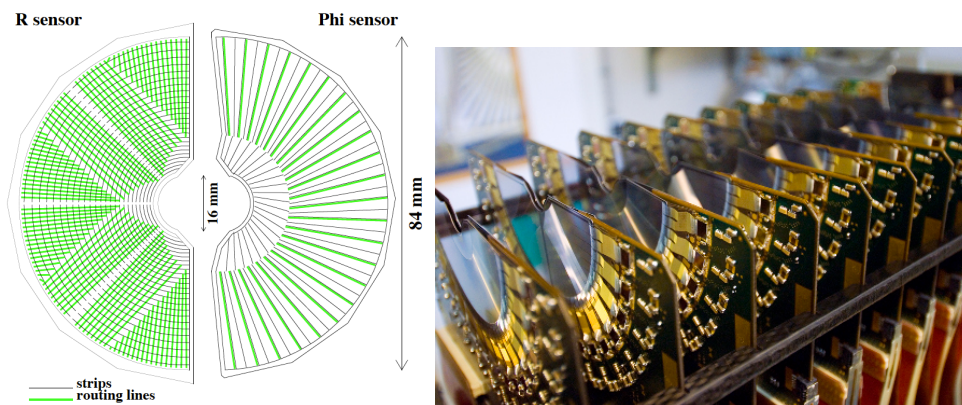 R sensor
Phi sensor
16 mm
84 mm
strips
routing lines